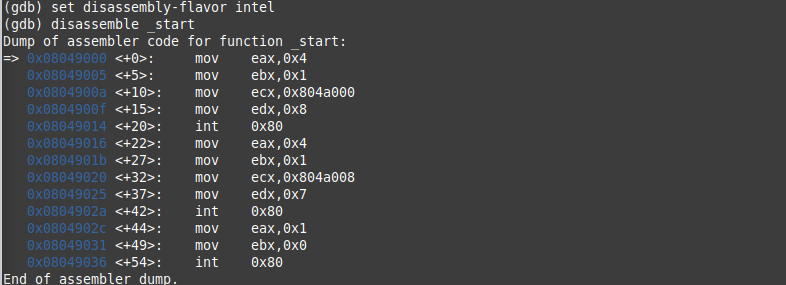 (gdb) set disassembly-flavor intel
(gdb) disassemble _start
Dump of assembler code for function _start:
=> 0x08049000 <+0>:     mov    eax,0x4
   0x08049005 <+5>:     mov    ebx,0x1
   0x0804900a <+10>:    mov    ecx,0x804a000
   0x0804900f <+15>:    mov    edx,0x8
   0x08049014 <+20>:    int    0x80
   0x08049016 <+22>:    mov    eax,0x4
   0x0804901b <+27>:    mov    ebx,0x1
   0x08049020 <+32>:    mov    ecx,0x804a008
   0x08049025 <+37>:    mov    edx,0x7
   0x0804902a <+42>:    int    0x80
   0x0804902c <+44>:    mov    eax,0x1
   0x08049031 <+49>:    mov    ebx,0x0
   0x08049036 <+54>:    int    0x80
End of assembler dump.